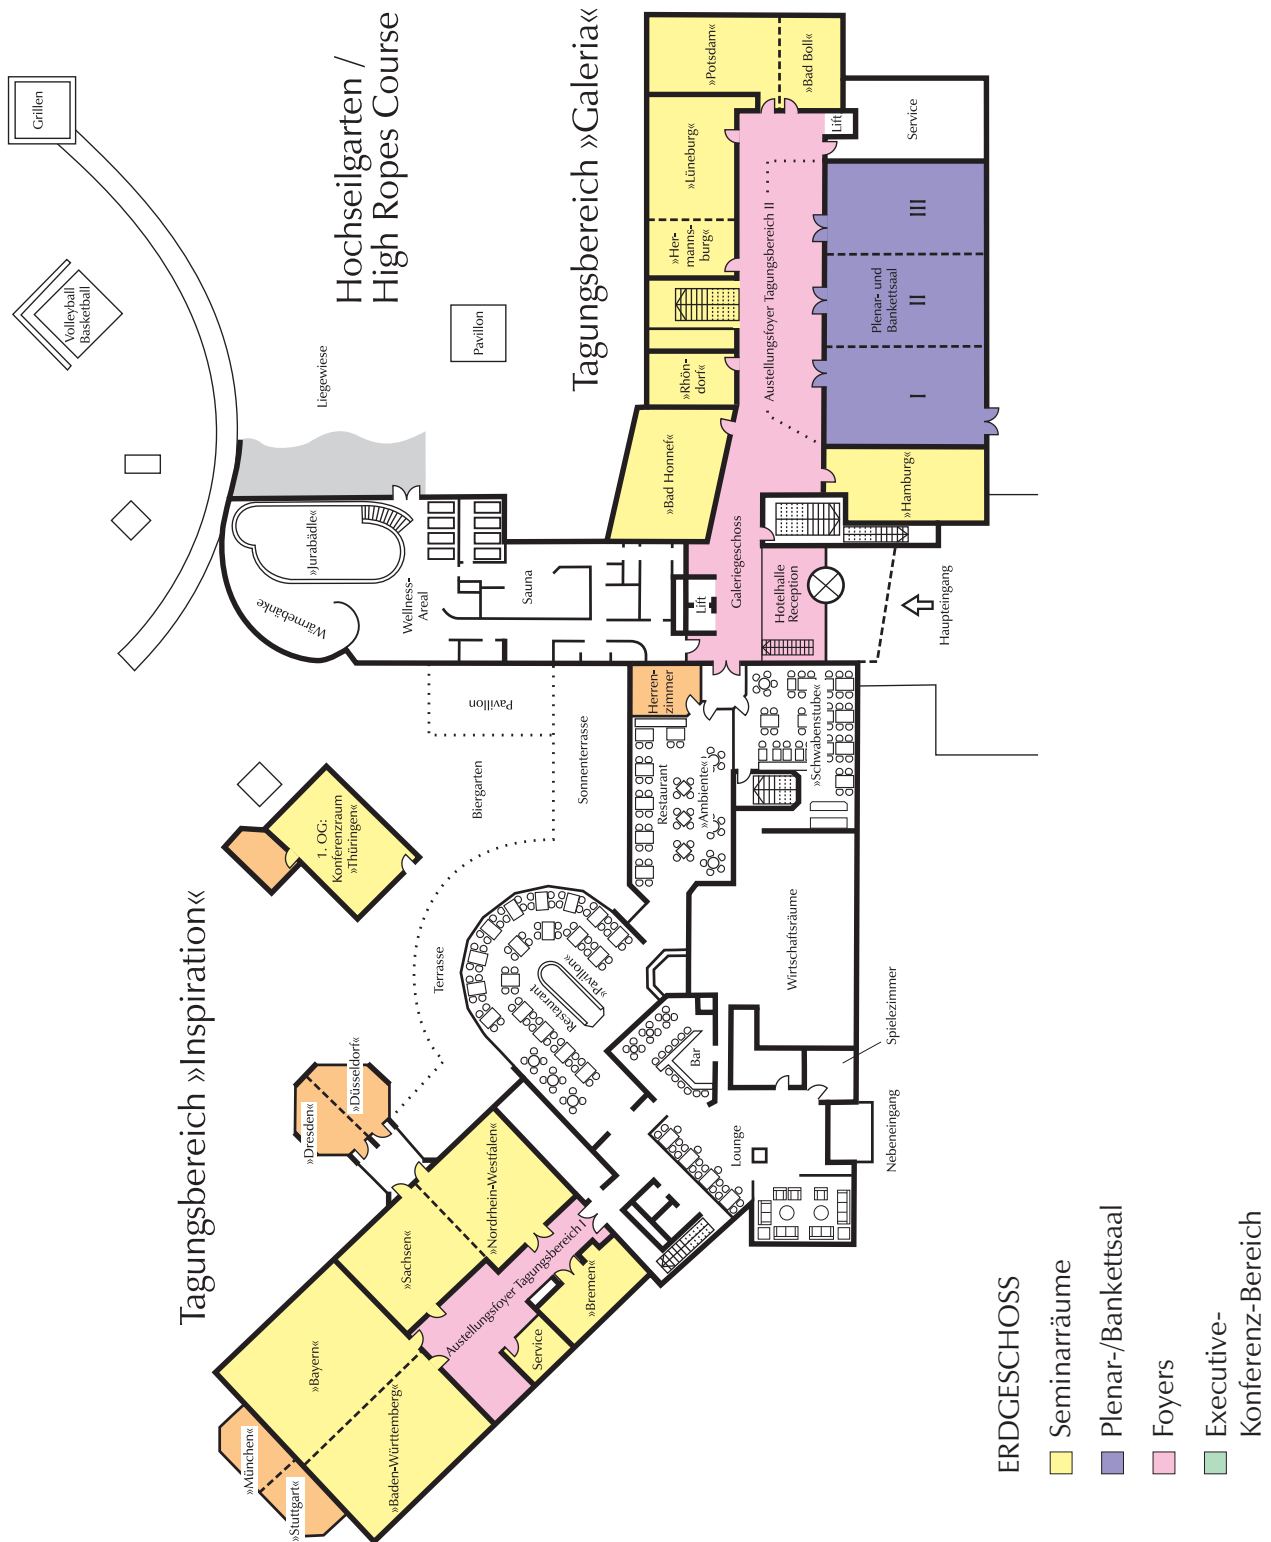 Grillen
Volleyball
Basketball
Hochseilgarten /
High Ropes Course
Liegewiese
Pavillon
Tagungsbereich »Galeria«
»Potsdam«
»Bad Boll«
»Lüneburg«
»Her-
manns-
burg«
»Rhön-
dorf«
»Bad Honnef«
Lift
Service
Austellungsfoyer Tagungsbereich II
III
II
I
Plenar- und
Bankettsaal
»Hamburg«
Galeriegeschoss
Hotelhalle
Reception
Lift
Haupteingang
»Jurabädle«
Wärmebänke
Wellness-
Areal
Sauna
Pavillon
Biergarten
Sonnenterrasse
Terrasse
Herren-
zimmer
Restaurant
»Ambiente«
»Schwabenstube«
Wirtschaftsräume
Spielezimmer
Nebeneingang
Restaurant
»Pavillon«
Bar
Lounge
1. OG:
Konferenzraum
»Thüringen«
Tagungsbereich »Inspiration«
»Dresden«
»Düsseldorf«
»Nordrhein-Westfalen«
»Sachsen«
»Bayern«
»Baden-Württemberg«
»München«
»Stuttgart«
Austellungsfoyer Tagungsbereich I
»Bremen«
Service
ERDGESCHOSS
Seminarräume
Plenar-/Bankettsaal
Foyers
Executive-
Konferenz-Bereich